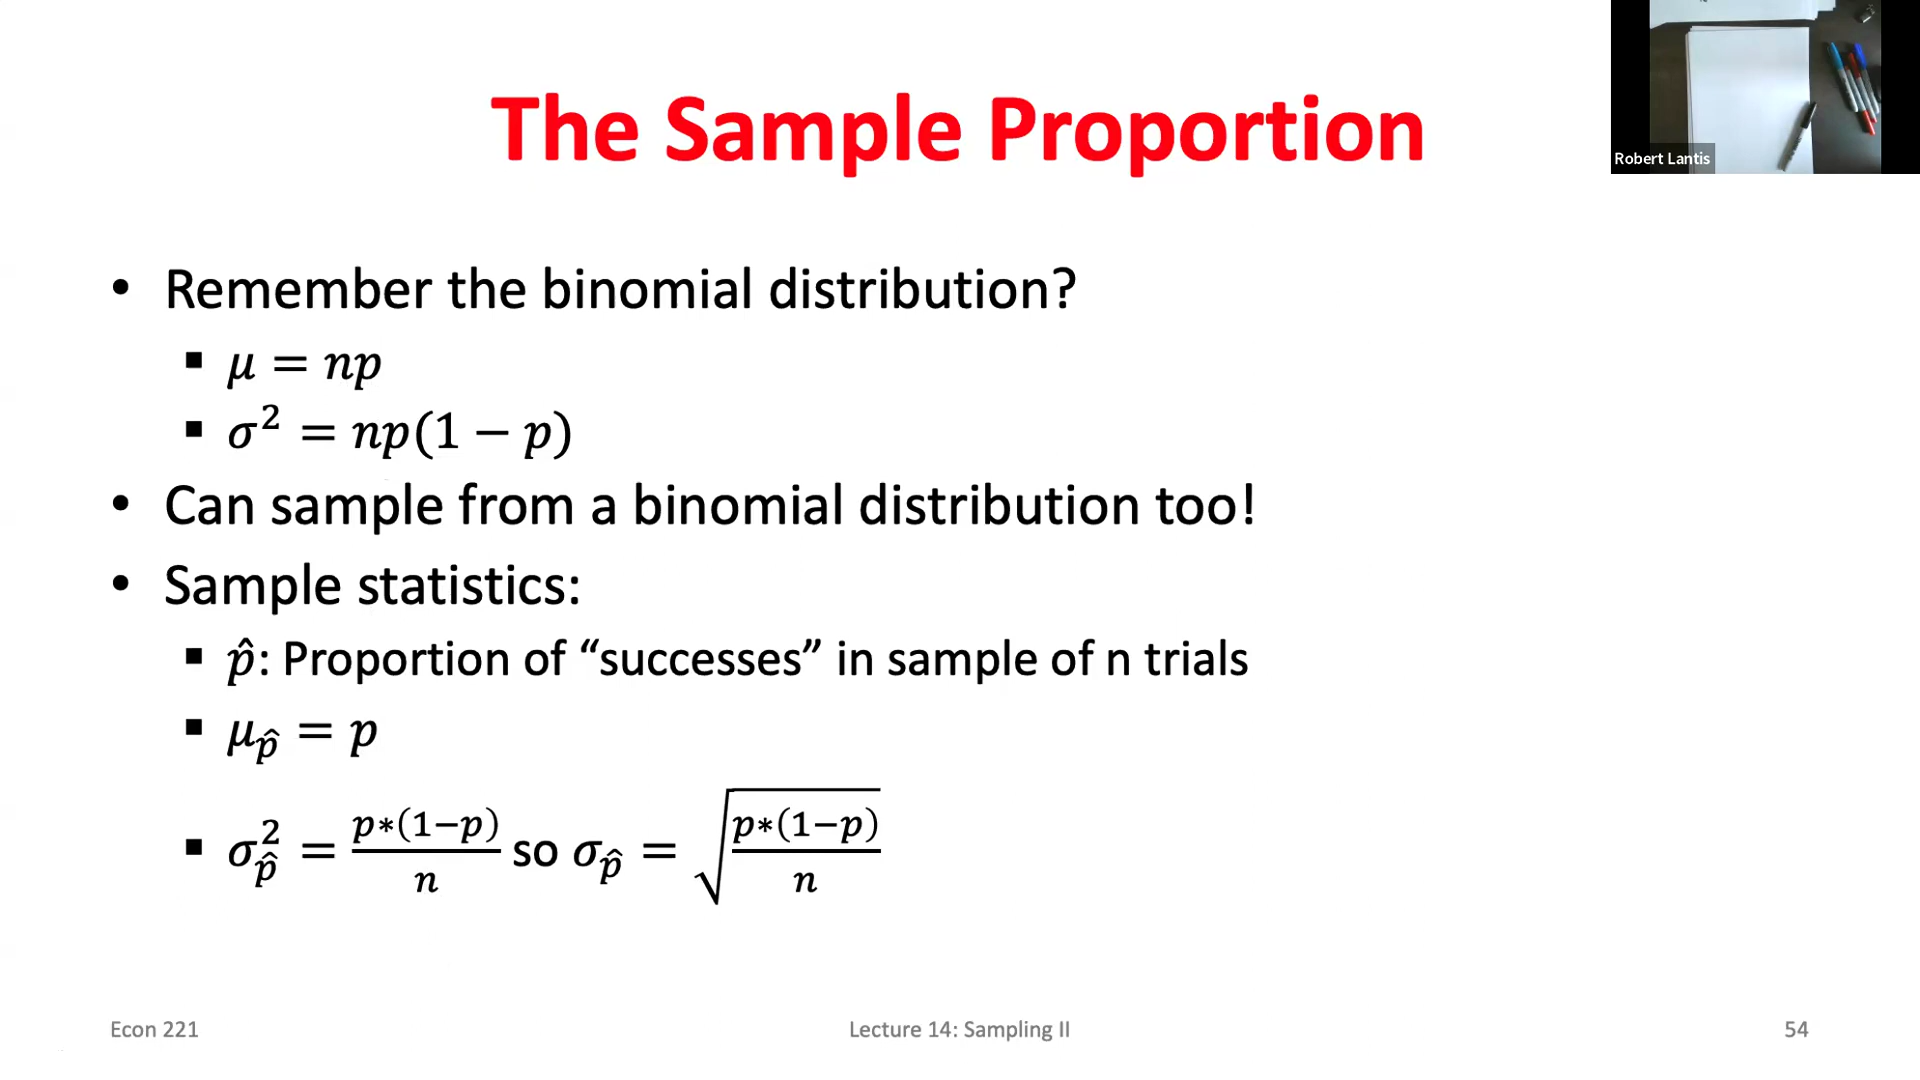 The Sample Proportion
Robert Lantis
• Remember the binomial distribution?
▪ μ = np
▪ σ² = np(1 − p)
• Can sample from a binomial distribution too!
• Sample statistics:
▪ p̂: Proportion of “successes” in sample of n trials
▪ μ_p̂ = p
▪ σ²_p̂ = p∗(1−p)/n so σ_p̂ = √(p∗(1−p)/n)
Econ 221
Lecture 14: Sampling II
54